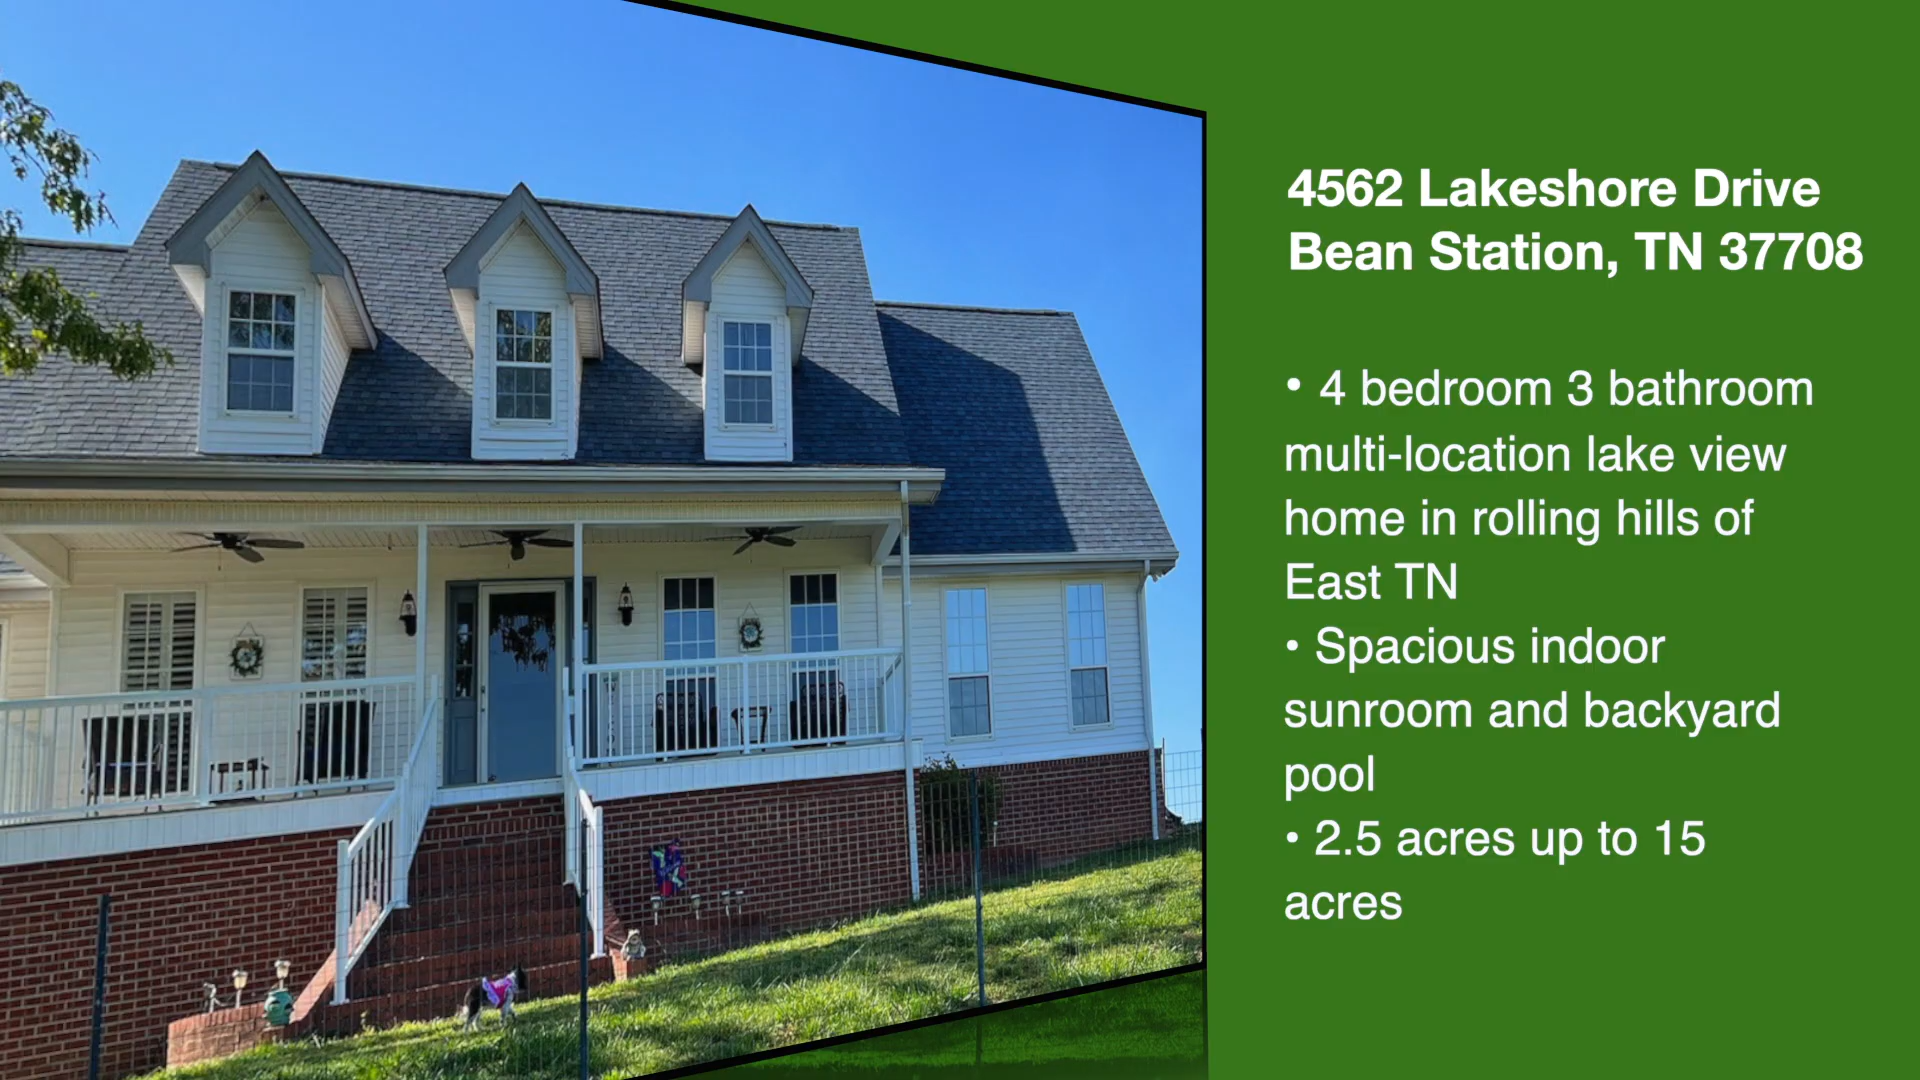 4562 Lakeshore Drive
Bean Station, TN 37708
• 4 bedroom 3 bathroom
multi-location lake view
home in rolling hills of
East TN
• Spacious indoor
sunroom and backyard
pool
• 2.5 acres up to 15
acres